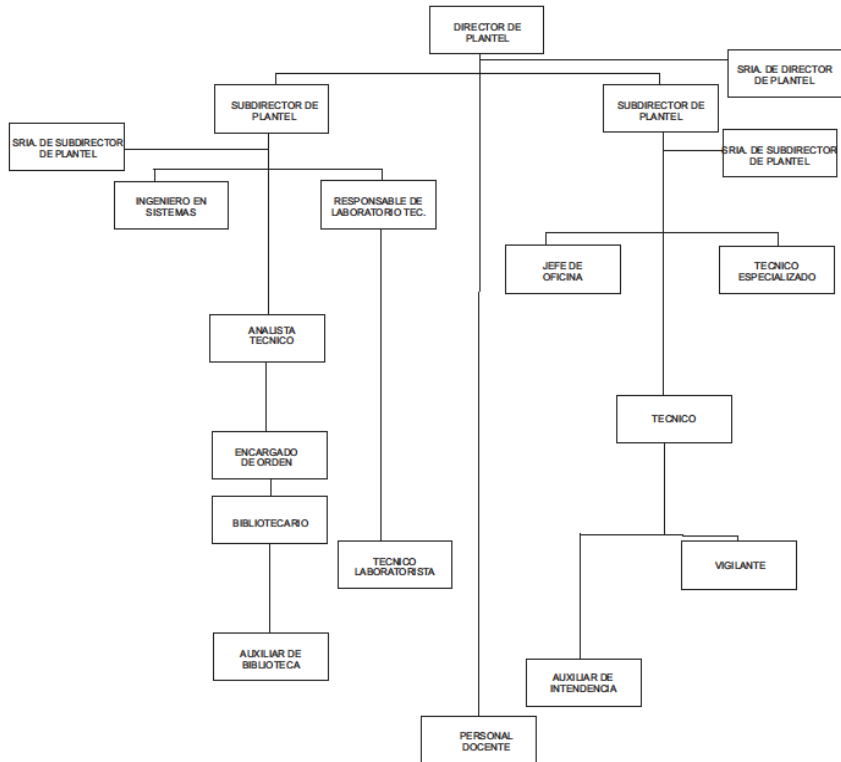 DIRECTOR DE
PLANTEL
SRIA. DE DIRECTOR
DE PLANTEL
SUBDIRECTOR DE
PLANTEL
SUBDIRECTOR DE
PLANTEL
SRIA. DE SUBDIRECTOR
DE PLANTEL
SRIA. DE SUBDIRECTOR
DE PLANTEL
INGENIERO EN
SISTEMAS
RESPONSABLE DE
LABORATORIO TEC.
JEFE DE
OFICINA
TECNICO
ESPECIALIZADO
ANALISTA
TECNICO
TECNICO
ENCARGADO
DE ORDEN
BIBLIOTECARIO
TECNICO
LABORATORISTA
VIGILANTE
AUXILIAR DE
BIBLIOTECA
AUXILIAR DE
INTENDENCIA
PERSONAL
DOCENTE